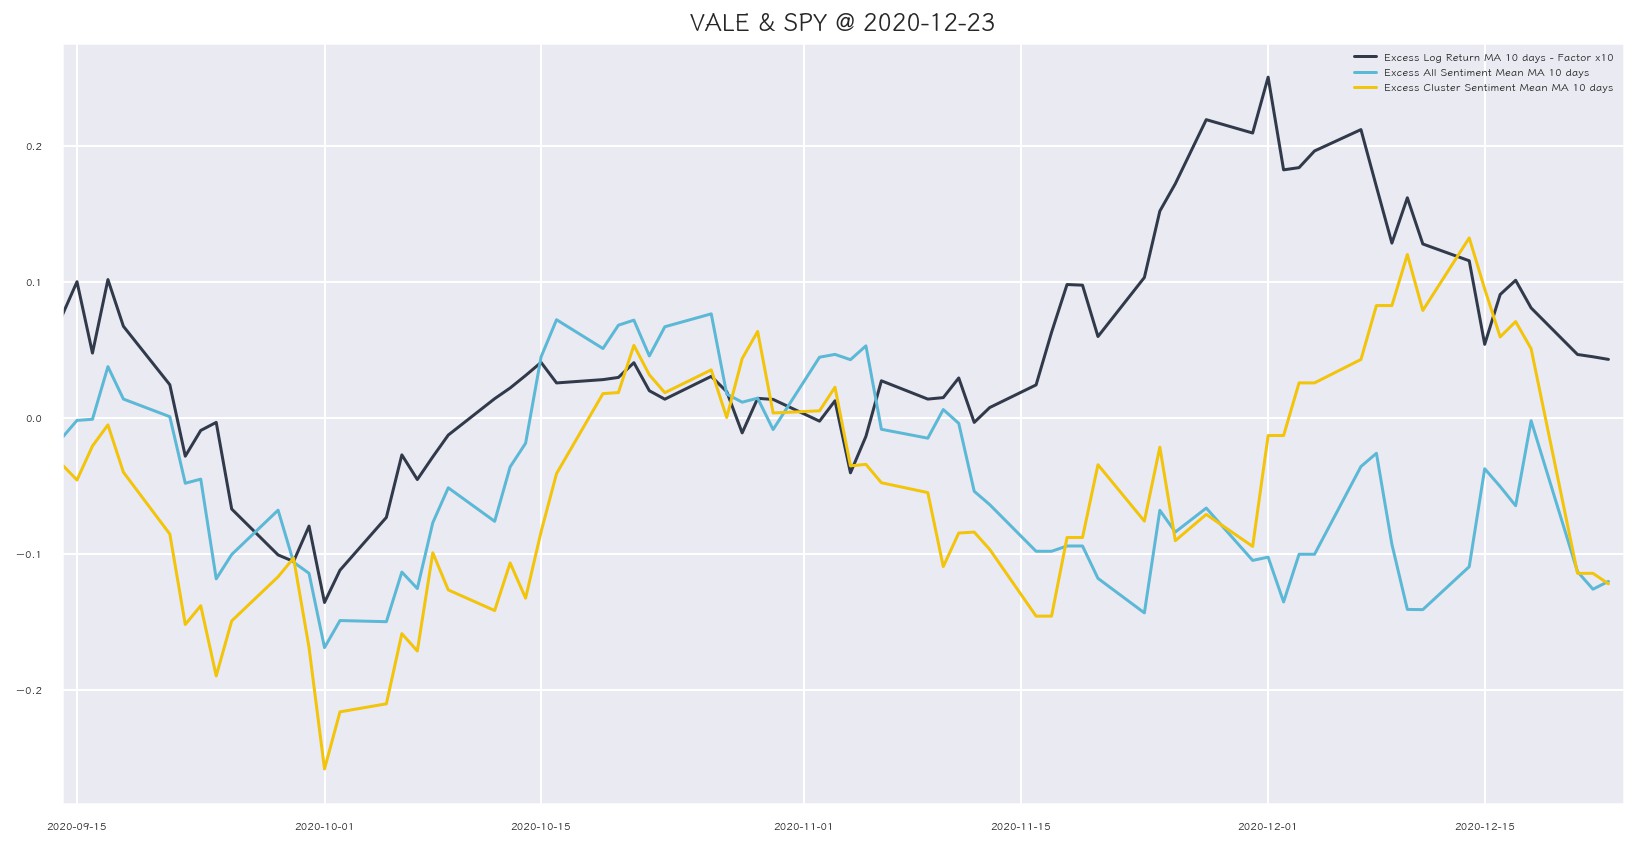 VALE & SPY @ 2020-12-23
Excess Log Return MA 10 days - Factor x10
Excess All Sentiment Mean MA 10 days
Excess Cluster Sentiment Mean MA 10 days
0.2
0.1
0.0
−0.1
−0.2
2020-09-15 2020-10-01 2020-10-15 2020-11-01 2020-11-15 2020-12-01 2020-12-15